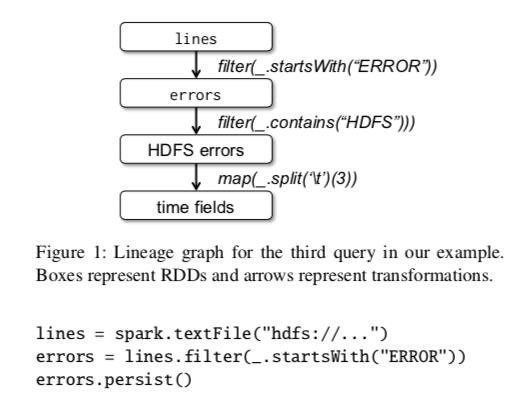 lines
filter(_.startsWith(“ERROR”))
errors
filter(_.contains(“HDFS”)))
HDFS errors
map(_.split(‘\t’)(3))
time fields
Figure 1: Lineage graph for the third query in our example.
Boxes represent RDDs and arrows represent transformations.
lines = spark.textFile("hdfs://...")
errors = lines.filter(_.startsWith("ERROR"))
errors.persist()